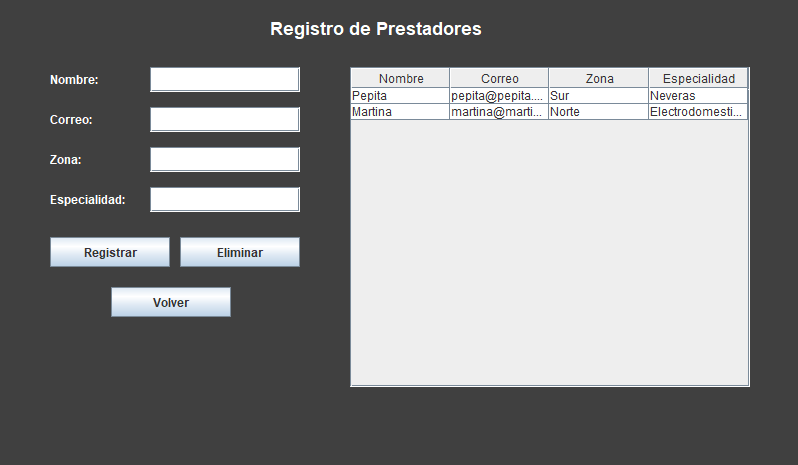 Registro de Prestadores
Nombre:
Correo:
Zona:
Especialidad:
Registrar Eliminar
Volver
Nombre Correo Zona Especialidad
Pepita pepita@pepita.... Sur Neveras
Martina martina@marti... Norte Electrodomesti...